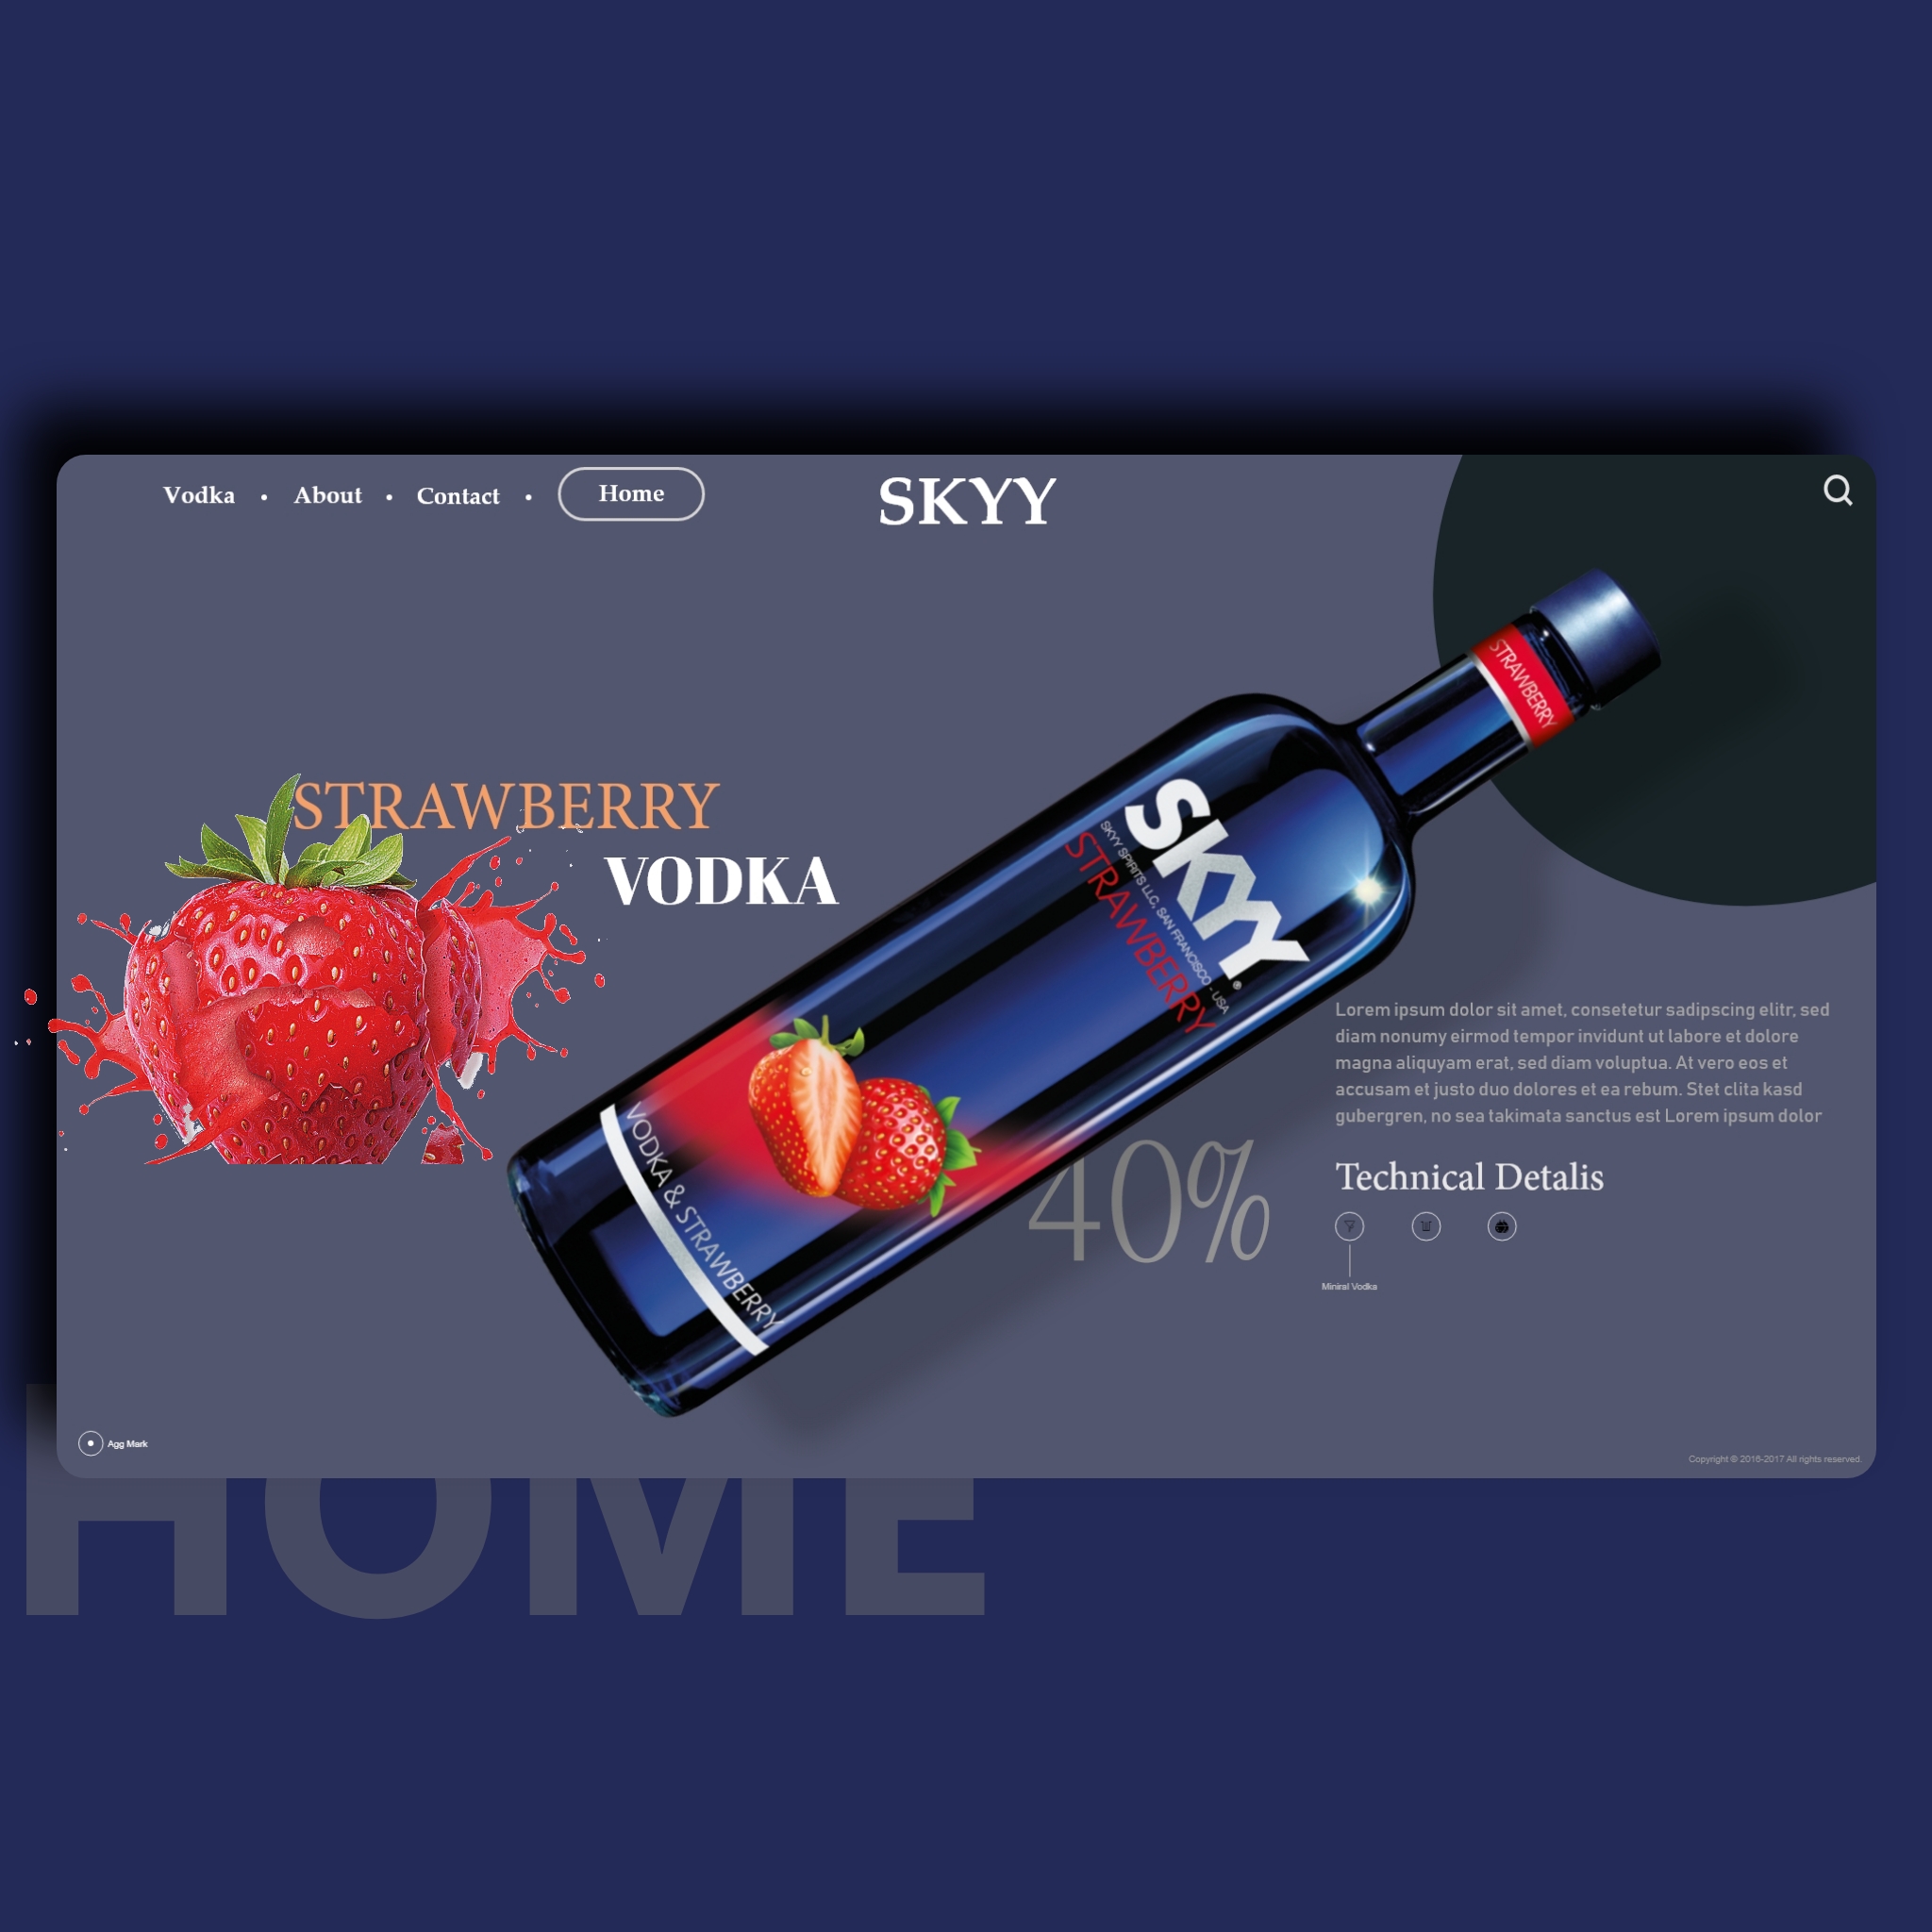 Vodka • About • Contact • Home
SKYY
STRAWBERRY
VODKA
STRAWBERRY
SKYY®
SKYY SPIRITS LLC, SAN FRANCISCO - USA
STRAWBERRY
VODKA & STRAWBERRY
40%
Lorem ipsum dolor sit amet, consetetur sadipscing elitr, sed
diam nonumy eirmod tempor invidunt ut labore et dolore
magna aliquyam erat, sed diam voluptua. At vero eos et
accusam et justo duo dolores et ea rebum. Stet clita kasd
gubergren, no sea takimata sanctus est Lorem ipsum dolor
Technical Detalis
Miniral Vodka
Agg Mark
Copyright © 2016-2017 All rights reserved.
HOME